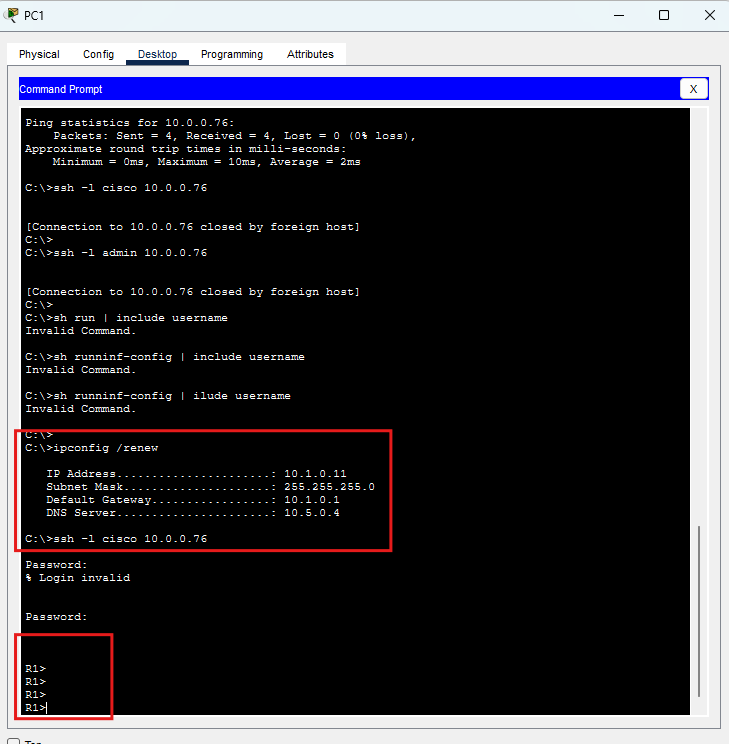 PC1
Physical Config Desktop Programming Attributes
Command Prompt X
Ping statistics for 10.0.0.76:
    Packets: Sent = 4, Received = 4, Lost = 0 (0% loss),
Approximate round trip times in milli-seconds:
    Minimum = 0ms, Maximum = 10ms, Average = 2ms
C:\>ssh -l cisco 10.0.0.76
[Connection to 10.0.0.76 closed by foreign host]
C:\>
C:\>ssh -l admin 10.0.0.76
[Connection to 10.0.0.76 closed by foreign host]
C:\>
C:\>sh run | include username
Invalid Command.
C:\>sh runninf-config | include username
Invalid Command.
C:\>sh runninf-config | ilude username
Invalid Command.
C:\>
C:\>ipconfig /renew
   IP Address......................: 10.1.0.11
   Subnet Mask.....................: 255.255.255.0
   Default Gateway.................: 10.1.0.1
   DNS Server......................: 10.5.0.4
C:\>ssh -l cisco 10.0.0.76
Password:
% Login invalid
Password:
R1>
R1>
R1>
R1>